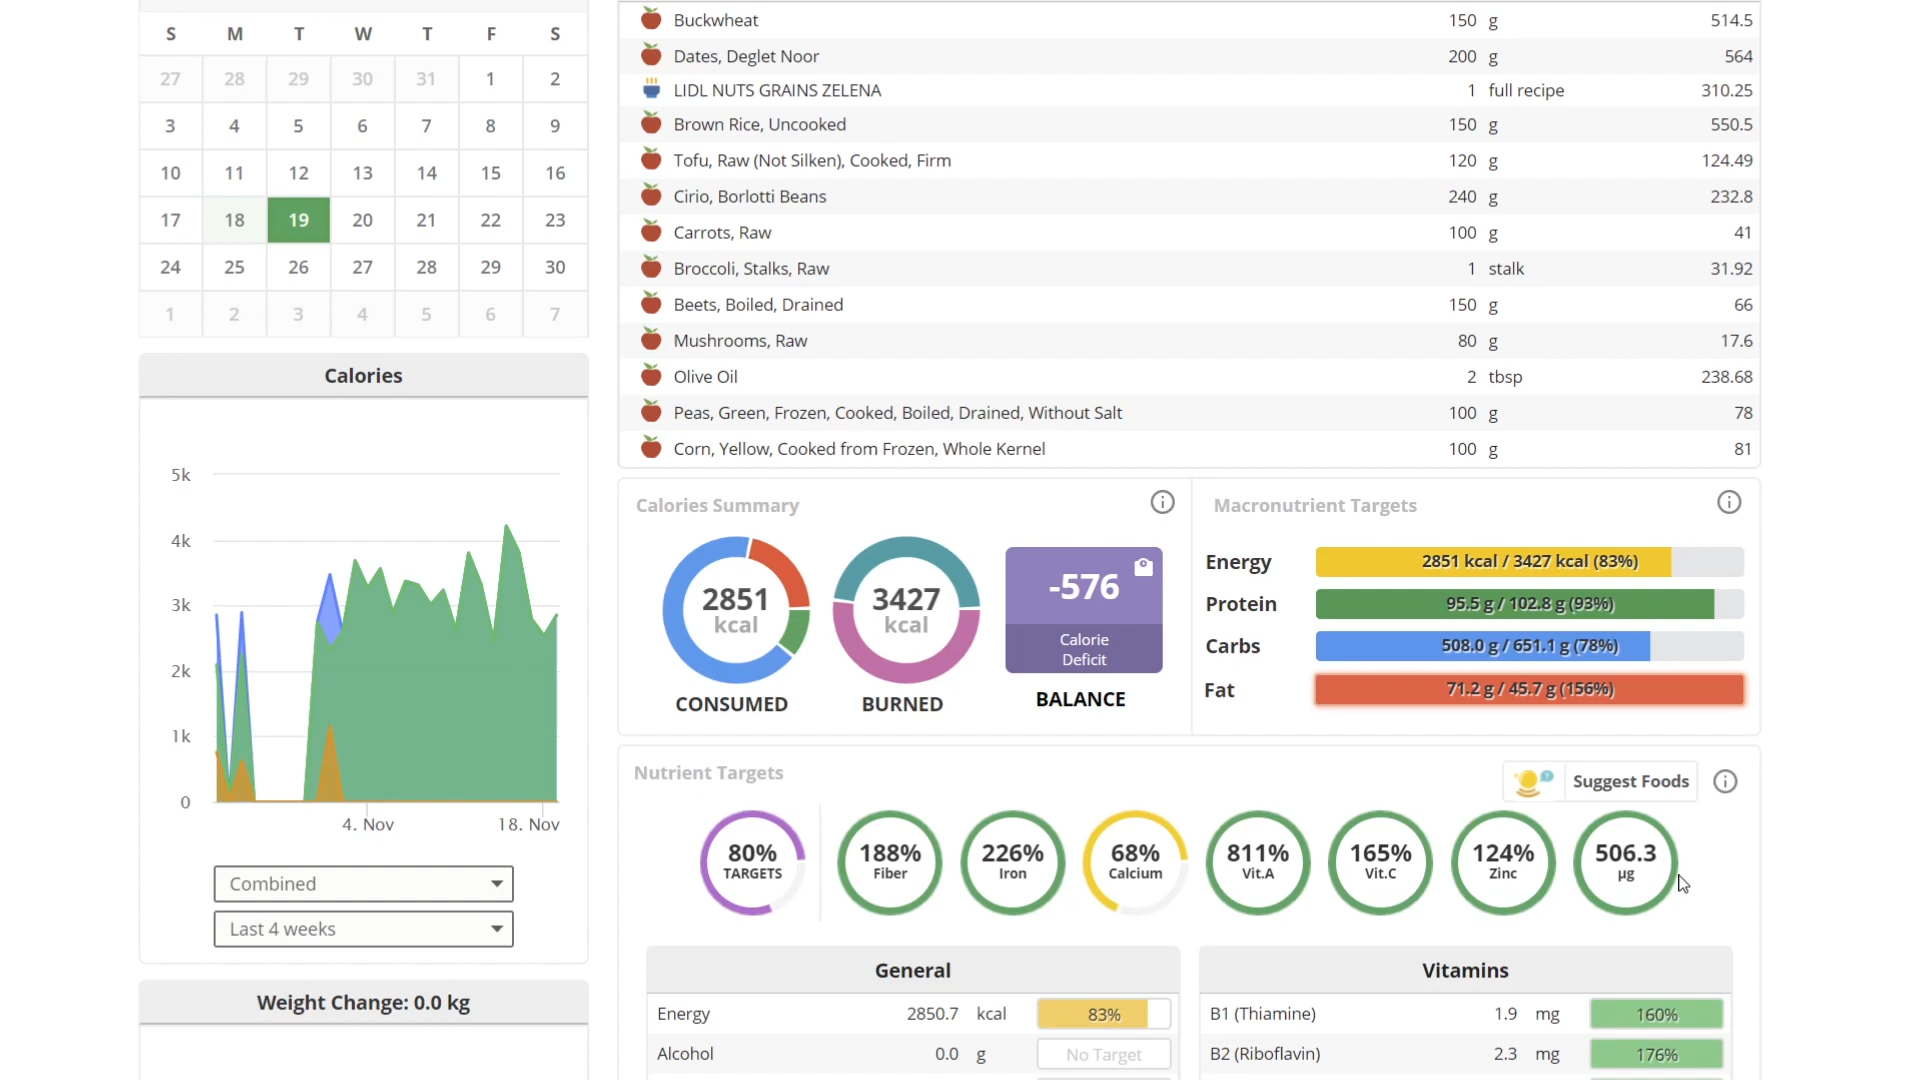 S M T W T F S
27 28 29 30 31 1 2
3 4 5 6 7 8 9
10 11 12 13 14 15 16
17 18 19 20 21 22 23
24 25 26 27 28 29 30
1 2 3 4 5 6 7
Calories
5k
4k
3k
2k
1k
0
4. Nov 18. Nov
Combined
Last 4 weeks
Weight Change: 0.0 kg
Buckwheat 150 g 514.5
Dates, Deglet Noor 200 g 564
LIDL NUTS GRAINS ZELENA 1 full recipe 310.25
Brown Rice, Uncooked 150 g 550.5
Tofu, Raw (Not Silken), Cooked, Firm 120 g 124.49
Cirio, Borlotti Beans 240 g 232.8
Carrots, Raw 100 g 41
Broccoli, Stalks, Raw 1 stalk 31.92
Beets, Boiled, Drained 150 g 66
Mushrooms, Raw 80 g 17.6
Olive Oil 2 tbsp 238.68
Peas, Green, Frozen, Cooked, Boiled, Drained, Without Salt 100 g 78
Corn, Yellow, Cooked from Frozen, Whole Kernel 100 g 81
Calories Summary
2851
kcal
CONSUMED
3427
kcal
BURNED
-576
Calorie
Deficit
BALANCE
Macronutrient Targets
Energy 2851 kcal / 3427 kcal (83%)
Protein 95.5 g / 102.8 g (93%)
Carbs 508.0 g / 651.1 g (78%)
Fat 71.2 g / 45.7 g (156%)
Nutrient Targets
Suggest Foods
80%
TARGETS
188%
Fiber
226%
Iron
68%
Calcium
811%
Vit.A
165%
Vit.C
124%
Zinc
506.3
µg
General
Energy 2850.7 kcal 83%
Alcohol 0.0 g No Target
Vitamins
B1 (Thiamine) 1.9 mg 160%
B2 (Riboflavin) 2.3 mg 176%